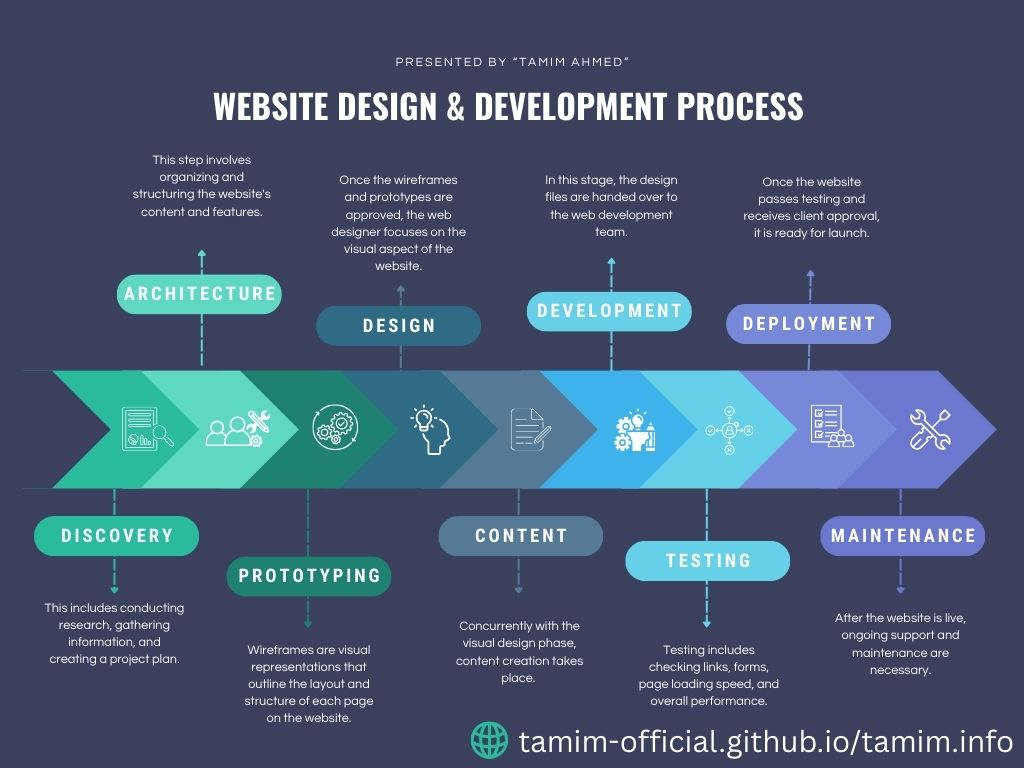 PRESENTED BY “TAMIM AHMED”
WEBSITE DESIGN & DEVELOPMENT PROCESS
This step involves
organizing and
structuring the website's
content and features.
ARCHITECTURE
Once the wireframes
and prototypes are
approved, the web
designer focuses on the
visual aspect of the
website.
DESIGN
In this stage, the design
files are handed over to
the web development
team.
DEVELOPMENT
Once the website
passes testing and
receives client approval,
it is ready for launch.
DEPLOYMENT
DISCOVERY
This includes conducting
research, gathering
information, and
creating a project plan.
PROTOTYPING
Wireframes are visual
representations that
outline the layout and
structure of each page
on the website.
CONTENT
Concurrently with the
visual design phase,
content creation takes
place.
TESTING
Testing includes
checking links, forms,
page loading speed, and
overall performance.
MAINTENANCE
After the website is live,
ongoing support and
maintenance are
necessary.
tamim-official.github.io/tamim.info